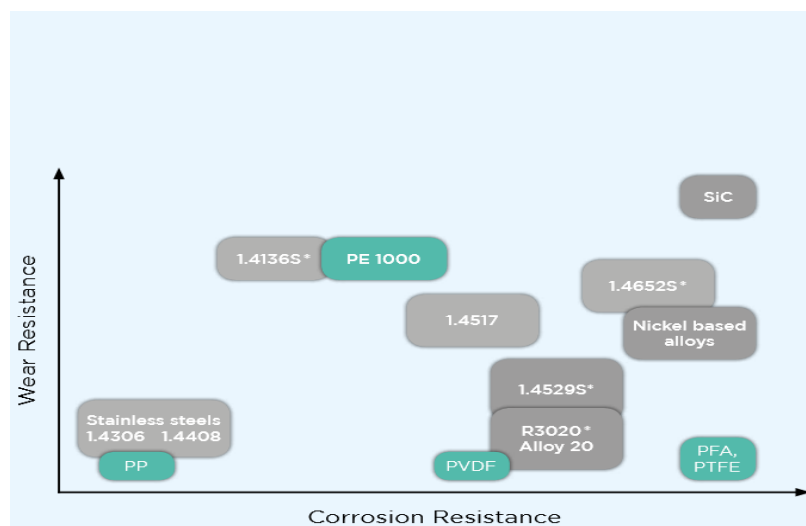 SiC
1.4136S*
PE 1000
1.4652S*
1.4517
Nickel based
alloys
1.4529S*
Stainless steels
1.4306 1.4408
R3020*
Alloy 20
PP
PVDF
PFA,
PTFE
Wear Resistance
Corrosion Resistance